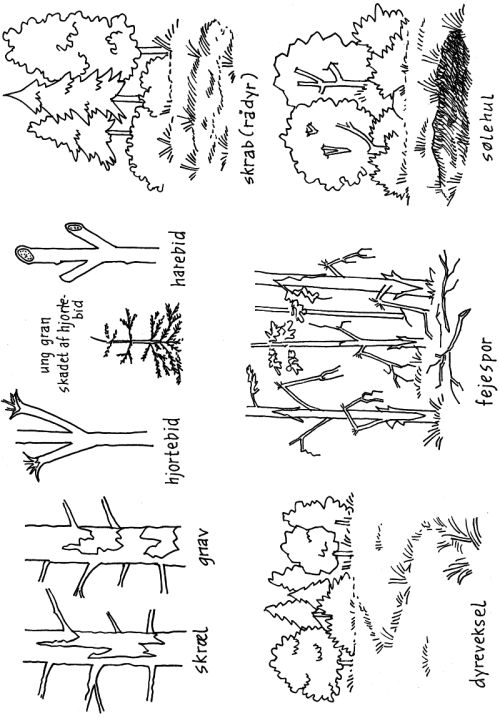 skræl
gnav
hjortebid
ung gran
skadet af hjorte-
bid
harebid
skrab (rådyr)
dyreveksel
fejespor
sølehul